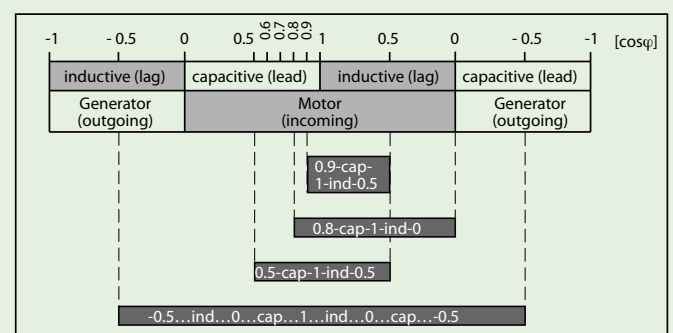 0.6 0.7 0.8 0.9
-1 - 0.5 0 0.5 1 0.5 0 - 0.5 -1 [cosφ]
inductive (lag) capacitive (lead) inductive (lag) capacitive (lead)
Generator Motor Generator
(outgoing) (incoming) (outgoing)
0.9-cap-
1-ind-0.5
0.8-cap-1-ind-0
0.5-cap-1-ind-0.5
-0.5…ind…0…cap…1…ind…0…cap…-0.5